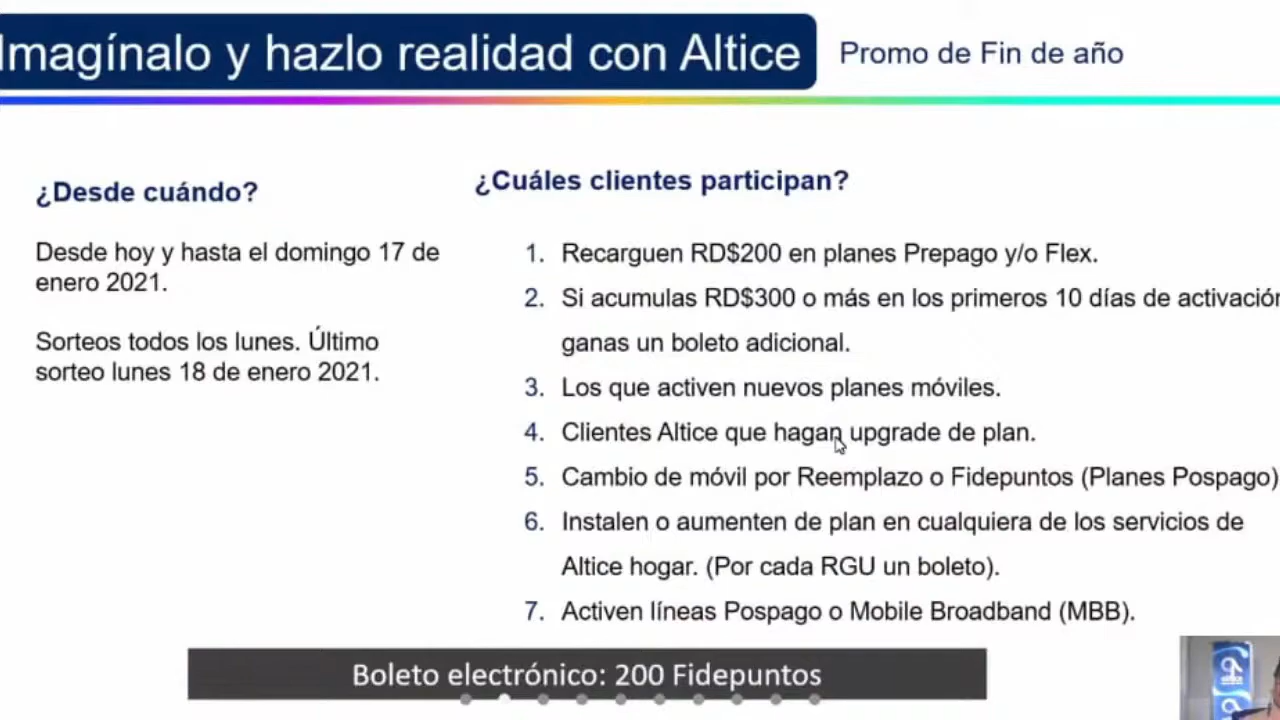 Imagínalo y hazlo realidad con Altice
Promo de Fin de año
¿Desde cuándo?
Desde hoy y hasta el domingo 17 de
enero 2021.
Sorteos todos los lunes. Último
sorteo lunes 18 de enero 2021.
¿Cuáles clientes participan?
1. Recarguen RD$200 en planes Prepago y/o Flex.
2. Si acumulas RD$300 o más en los primeros 10 días de activación
ganas un boleto adicional.
3. Los que activen nuevos planes móviles.
4. Clientes Altice que hagan upgrade de plan.
5. Cambio de móvil por Reemplazo o Fidepuntos (Planes Pospago)
6. Instalen o aumenten de plan en cualquiera de los servicios de
Altice hogar. (Por cada RGU un boleto).
7. Activen líneas Pospago o Mobile Broadband (MBB).
Boleto electrónico: 200 Fidepuntos
altice